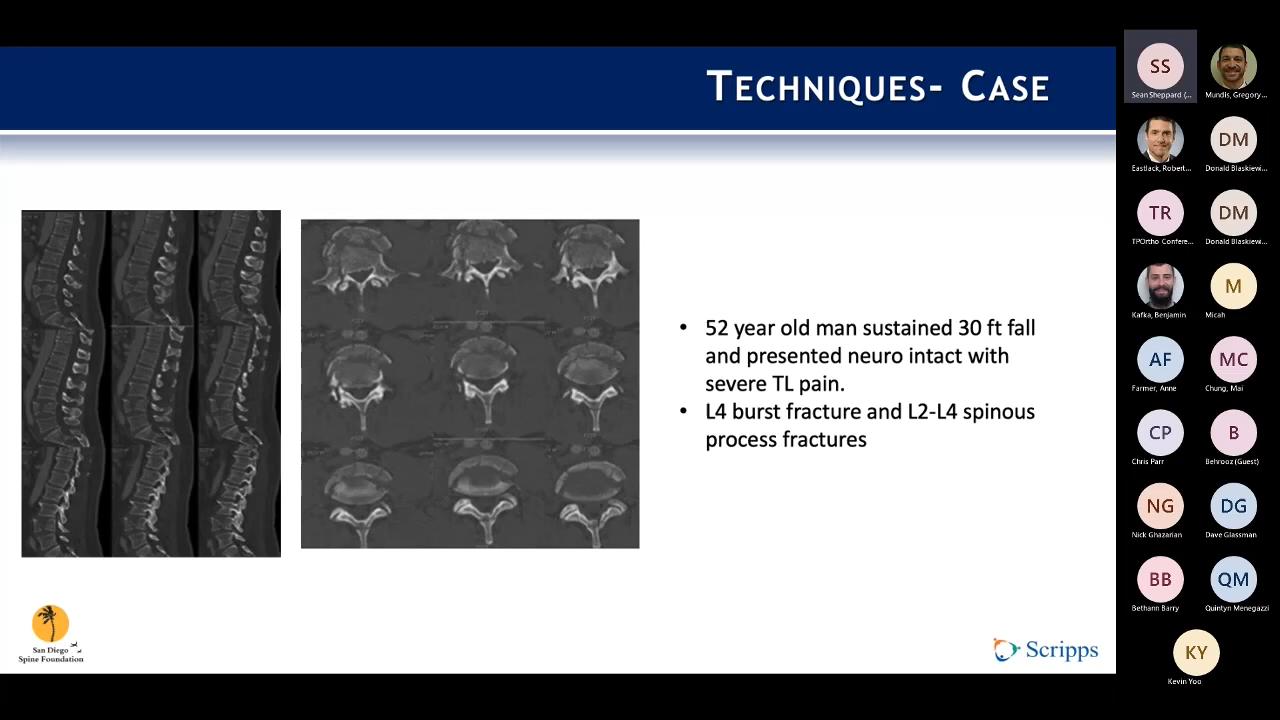 TECHNIQUES- CASE
• 52 year old man sustained 30 ft fall
and presented neuro intact with
severe TL pain.
• L4 burst fracture and L2-L4 spinous
process fractures
San Diego
Spine Foundation
Scripps
SS
Sean Sheppard (...
Mundis, Gregory...
Eastlack, Robert...
DM
Donald Blaskiewi...
TR
TPOrtho Confere...
DM
Donald Blaskiewi...
Kafka, Benjamin
M
Micah
AF
Farmer, Anne
MC
Chung, Mai
CP
Chris Parr
B
Behrooz (Guest)
NG
Nick Ghazarian
DG
Dave Glassman
BB
Bethann Barry
QM
Quintyn Menegazzi
KY
Kevin Yoo